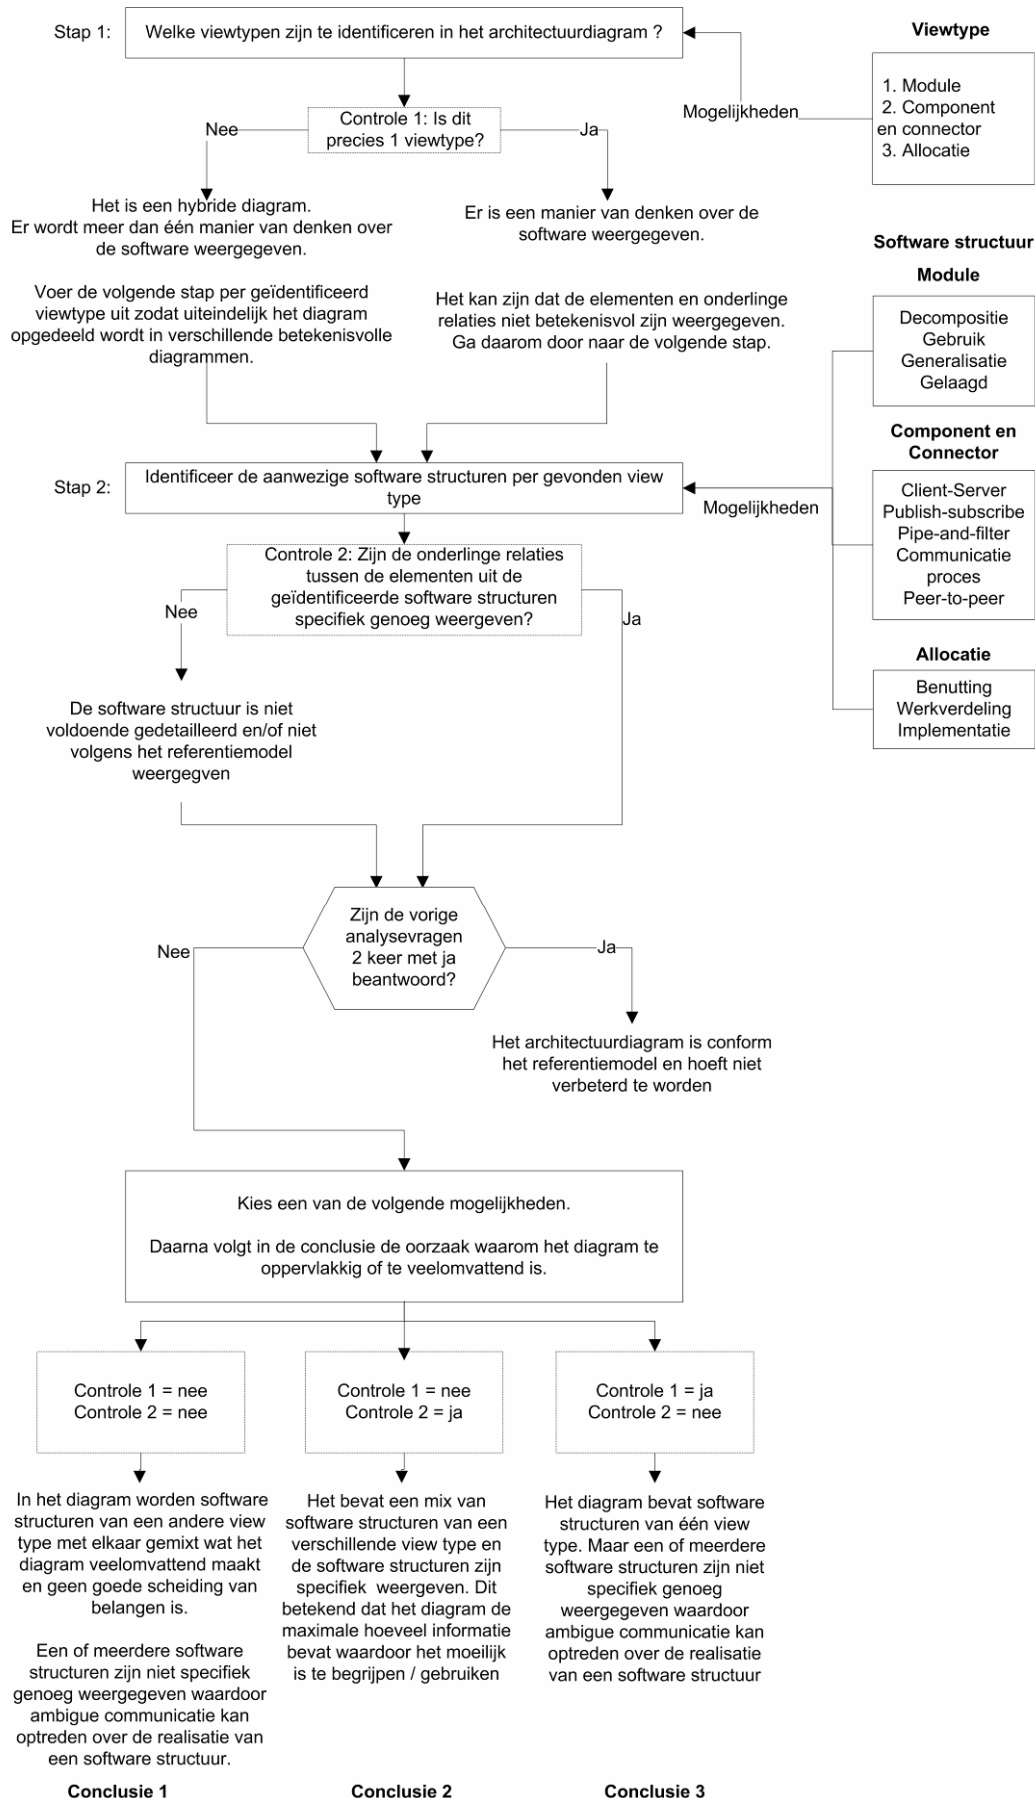 Stap 1:
Welke viewtypen zijn te identificeren in het architectuurdiagram ?
Viewtype
1. Module
2. Component
en connector
3. Allocatie
Mogelijkheden
Controle 1: Is dit
precies 1 viewtype?
Nee
Ja
Het is een hybride diagram.
Er wordt meer dan één manier van denken over
de software weergegeven.
Voer de volgende stap per geïdentificeerd
viewtype uit zodat uiteindelijk het diagram
opgedeeld wordt in verschillende betekenisvolle
diagrammen.
Er is een manier van denken over de
software weergegeven.
Het kan zijn dat de elementen en onderlinge
relaties niet betekenisvol zijn weergegeven.
Ga daarom door naar de volgende stap.
Software structuur
Module
Decompositie
Gebruik
Generalisatie
Gelaagd
Component en
Connector
Client-Server
Publish-subscribe
Pipe-and-filter
Communicatie
proces
Peer-to-peer
Allocatie
Benutting
Werkverdeling
Implementatie
Stap 2:
Identificeer de aanwezige software structuren per gevonden view
type
Mogelijkheden
Controle 2: Zijn de onderlinge relaties
tussen de elementen uit de
geïdentificeerde software structuren
specifiek genoeg weergeven?
Nee
Ja
De software structuur is niet
voldoende gedetailleerd en/of niet
volgens het referentiemodel
weergegven
Zijn de vorige
analysevragen
2 keer met ja
beantwoord?
Nee
Ja
Het architectuurdiagram is conform
het referentiemodel en hoeft niet
verbeterd te worden
Kies een van de volgende mogelijkheden.
Daarna volgt in de conclusie de oorzaak waarom het diagram te
oppervlakkig of te veelomvattend is.
Controle 1 = nee
Controle 2 = nee
Controle 1 = nee
Controle 2 = ja
Controle 1 = ja
Controle 2 = nee
In het diagram worden software
structuren van een andere view
type met elkaar gemixt wat het
diagram veelomvattend maakt
en geen goede scheiding van
belangen is.
Een of meerdere software
structuren zijn niet specifiek
genoeg weergegeven waardoor
ambigue communicatie kan
optreden over de realisatie van
een software structuur.
Het bevat een mix van
software structuren van een
verschillende view type en
de software structuren zijn
specifiek weergeven. Dit
betekend dat het diagram de
maximale hoeveel informatie
bevat waardoor het moeilijk
is te begrijpen / gebruiken
Het diagram bevat software
structuren van één view
type. Maar een of meerdere
software structuren zijn niet
specifiek genoeg
weergegeven waardoor
ambigue communicatie kan
optreden over de realisatie
van een software structuur
Conclusie 1
Conclusie 2
Conclusie 3